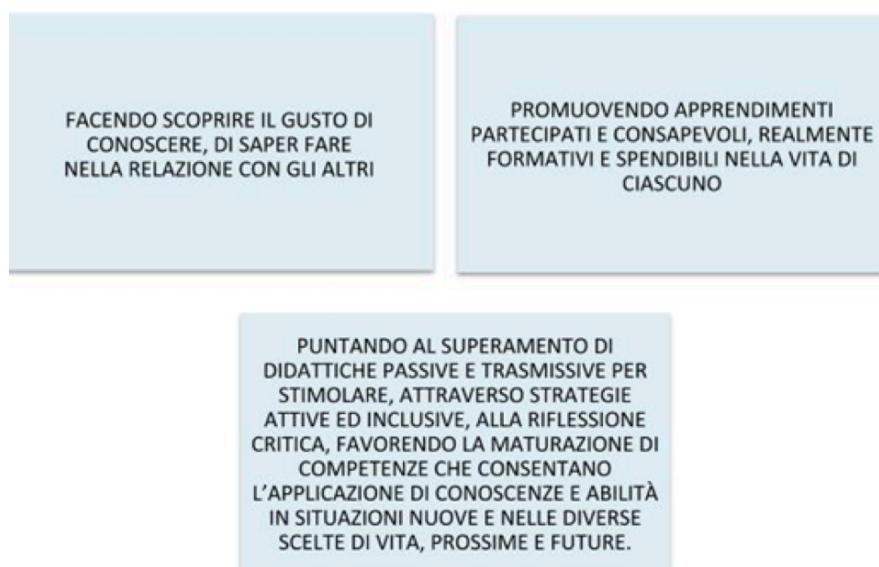 FACENDO SCOPRIRE IL GUSTO DI
CONOSCERE, DI SAPER FARE
NELLA RELAZIONE CON GLI ALTRI
PROMUOVENDO APPRENDIMENTI
PARTECIPATI E CONSAPEVOLI, REALMENTE
FORMATIVI E SPENDIBILI NELLA VITA DI
CIASCUNO
PUNTANDO AL SUPERAMENTO DI
DIDATTICHE PASSIVE E TRASMISSIVE PER
STIMOLARE, ATTRAVERSO STRATEGIE
ATTIVE ED INCLUSIVE, ALLA RIFLESSIONE
CRITICA, FAVORENDO LA MATURAZIONE DI
COMPETENZE CHE CONSENTANO
L’APPLICAZIONE DI CONOSCENZE E ABILITÀ
IN SITUAZIONI NUOVE E NELLE DIVERSE
SCELTE DI VITA, PROSSIME E FUTURE.